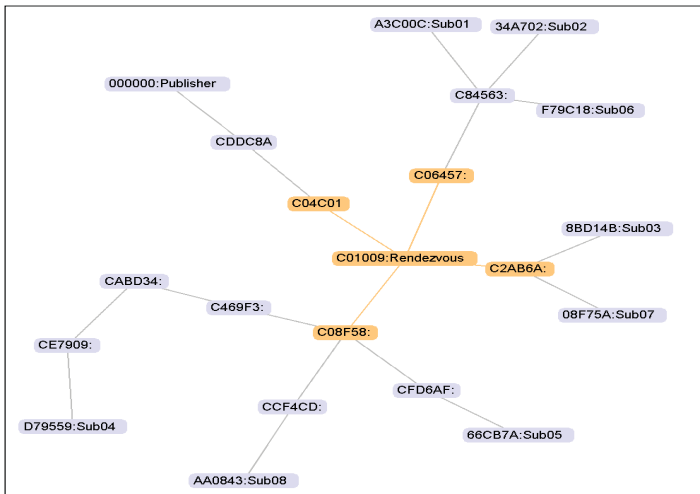 A3C00C:Sub01
34A702:Sub02
000000:Publisher
C84563:
F79C18:Sub06
CDDC8A
C06457:
C04C01
8BD14B:Sub03
C01009:Rendezvous
C2AB6A:
CABD34:
C469F3:
08F75A:Sub07
C08F58:
CE7909:
CFD6AF:
CCF4CD:
D79559:Sub04
66CB7A:Sub05
AA0843:Sub08